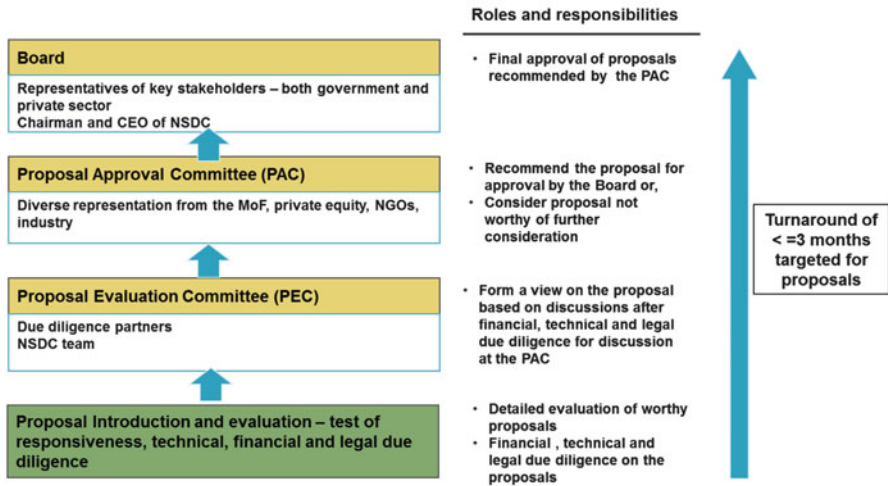 Roles and responsibilities
Board
Representatives of key stakeholders – both government and
private sector
Chairman and CEO of NSDC
• Final approval of proposals
recommended by the PAC
Proposal Approval Committee (PAC)
Diverse representation from the MoF, private equity, NGOs,
industry
• Recommend the proposal for
approval by the Board or,
• Consider proposal not
worthy of further
consideration
Proposal Evaluation Committee (PEC)
Due diligence partners
NSDC team
• Form a view on the proposal
based on discussions after
financial, technical and legal
due diligence for discussion
at the PAC
Proposal Introduction and evaluation – test of
responsiveness, technical, financial and legal due
diligence
• Detailed evaluation of worthy
proposals
• Financial , technical and
legal due diligence on the
proposals
Turnaround of
< =3 months
targeted for
proposals